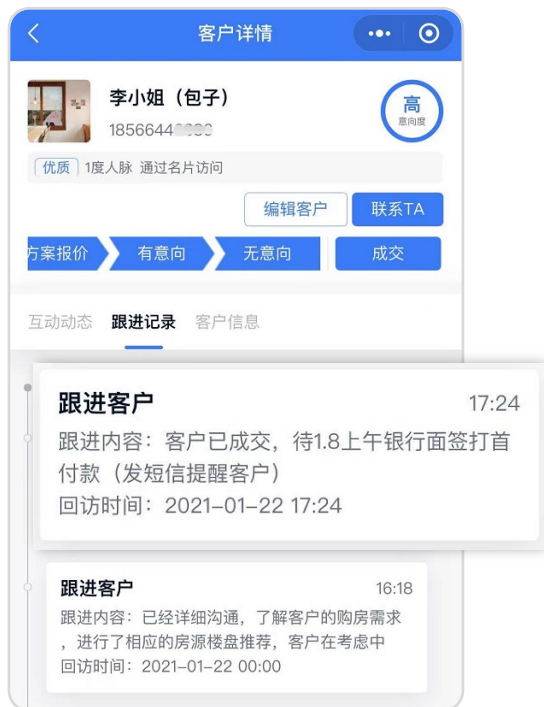 客户详情
李小姐（包子）
1856644
高
意向度
优质 1度人脉 通过名片访问
编辑客户 联系TA
方案报价 有意向 无意向 成交
互动动态 跟进记录 客户信息
跟进客户 17:24
跟进内容：客户已成交，待1.8上午银行面签打首
付款（发短信提醒客户）
回访时间：2021-01-22 17:24
跟进客户 16:18
跟进内容：已经详细沟通，了解客户的购房需求
，进行了相应的房源楼盘推荐，客户在考虑中
回访时间：2021-01-22 00:00